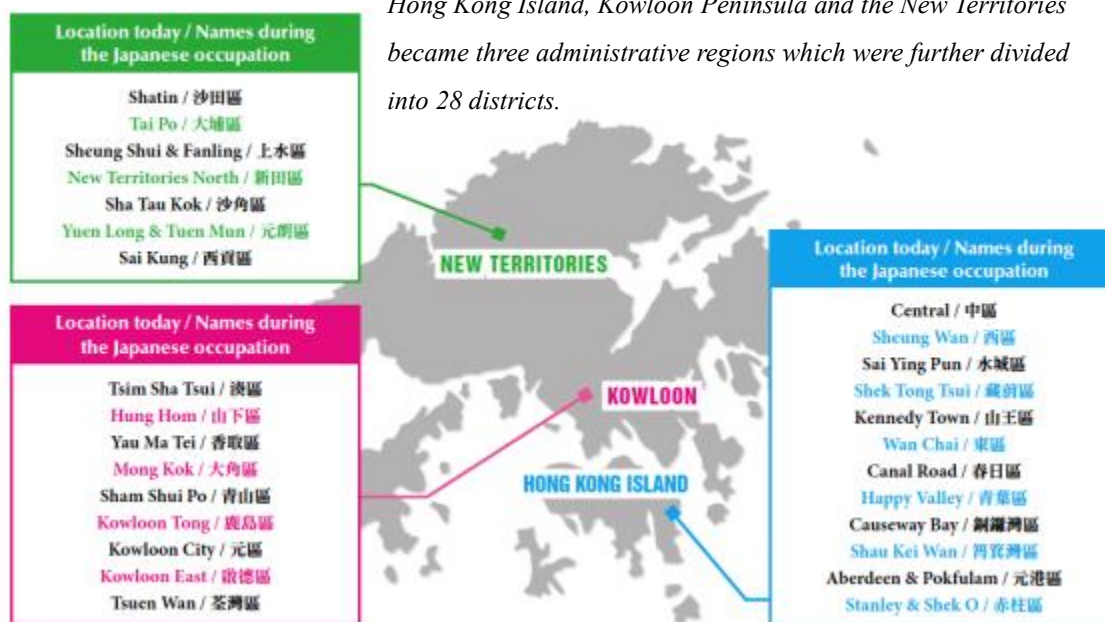 Hong Kong Island, Kowloon Peninsula and the New Territories
became three administrative regions which were further divided
into 28 districts.
Location today / Names during
the Japanese occupation
Shatin / 沙田區
Tai Po / 大埔區
Sheung Shui & Fanling / 上水區
New Territories North / 新田區
Sha Tau Kok / 沙角區
Yuen Long & Tuen Mun / 元朗區
Sai Kung / 西貢區
NEW TERRITORIES
Location today / Names during
the Japanese occupation
Tsim Sha Tsui / 湊區
Hung Hom / 山下區
Yau Ma Tei / 香取區
Mong Kok / 大角區
Sham Shui Po / 青山區
Kowloon Tong / 鹿島區
Kowloon City / 元區
Kowloon East / 啟德區
Tsuen Wan / 荃灣區
KOWLOON
HONG KONG ISLAND
Location today / Names during
the Japanese occupation
Central / 中區
Sheung Wan / 西區
Sai Ying Pun / 水城區
Shek Tong Tsui / 藏前區
Kennedy Town / 山王區
Wan Chai / 東區
Canal Road / 春日區
Happy Valley / 青葉區
Causeway Bay / 銅鑼灣區
Shau Kei Wan / 筲箕灣區
Aberdeen & Pokfulam / 元港區
Stanley & Shek O / 赤柱區